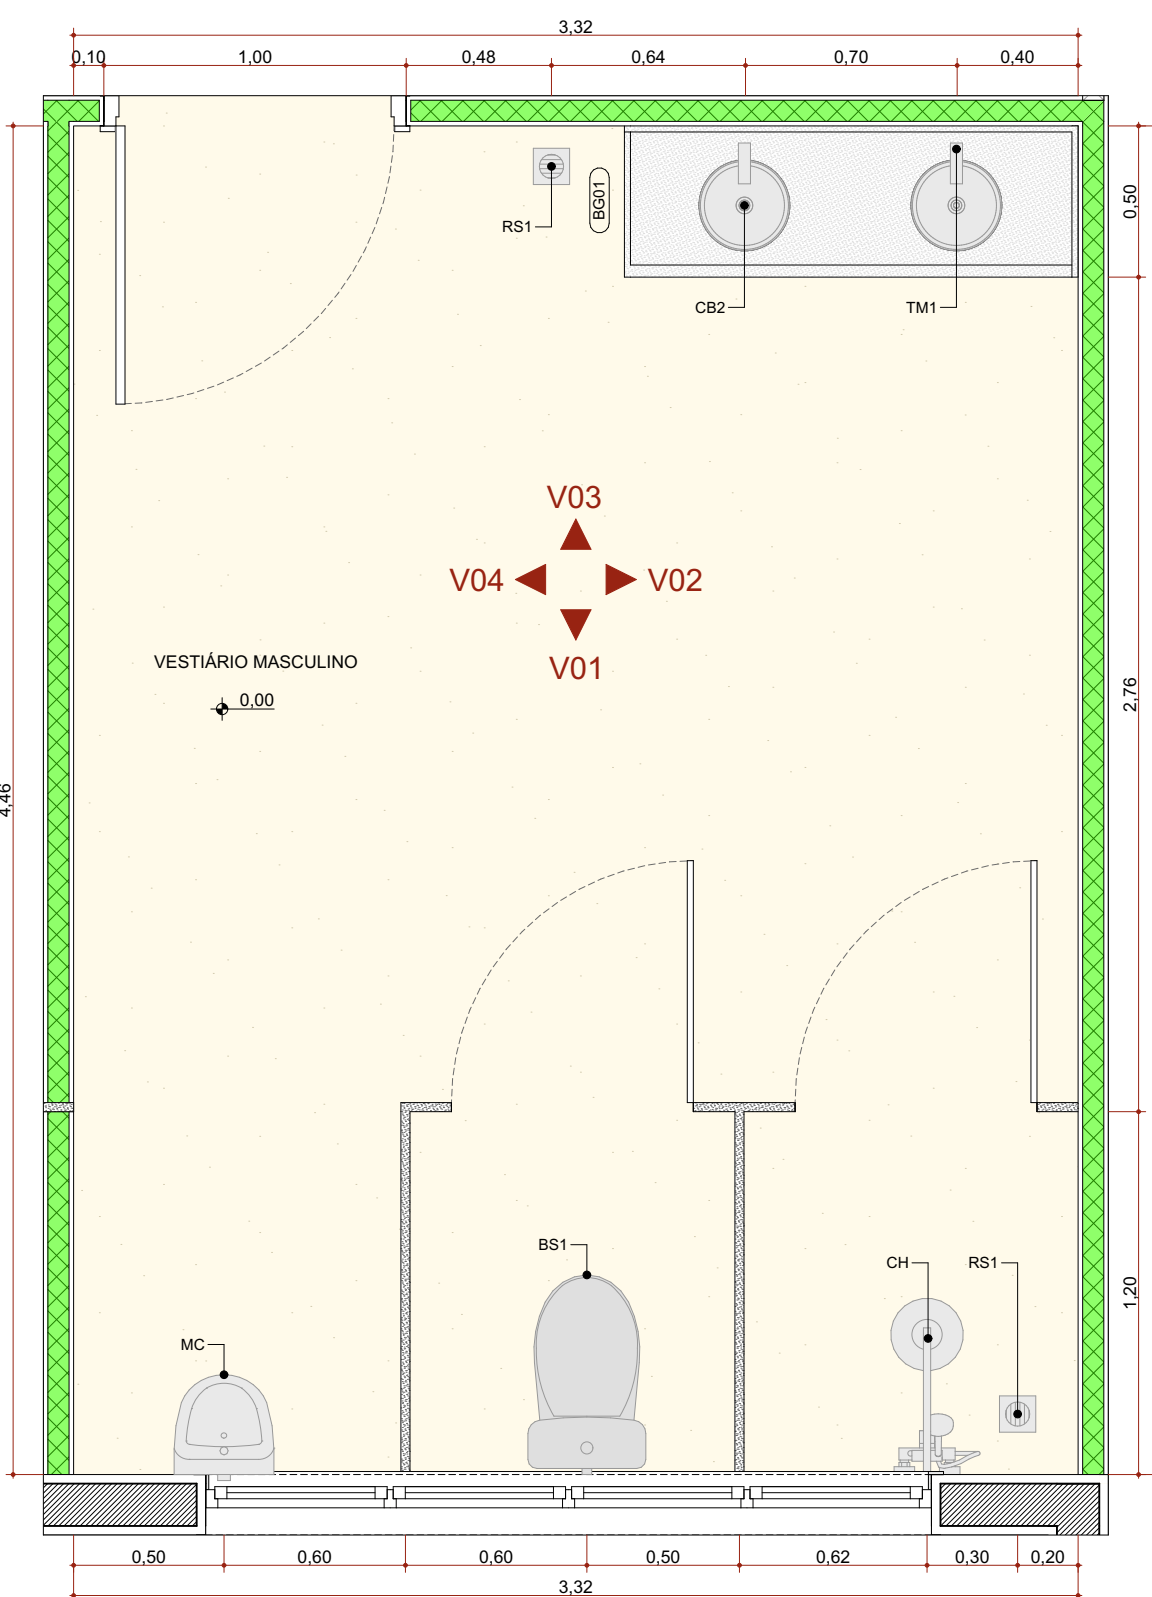 3,32
0,10 1,00 0,48 0,64 0,70 0,40
RS1
BG01
0,50
CB2
TM1
V03
V04 V02
V01
VESTIÁRIO MASCULINO
0,00
2,76
4,46
BS1
CH
RS1
MC
1,20
0,50 0,60 0,60 0,50 0,62 0,30 0,20
3,32